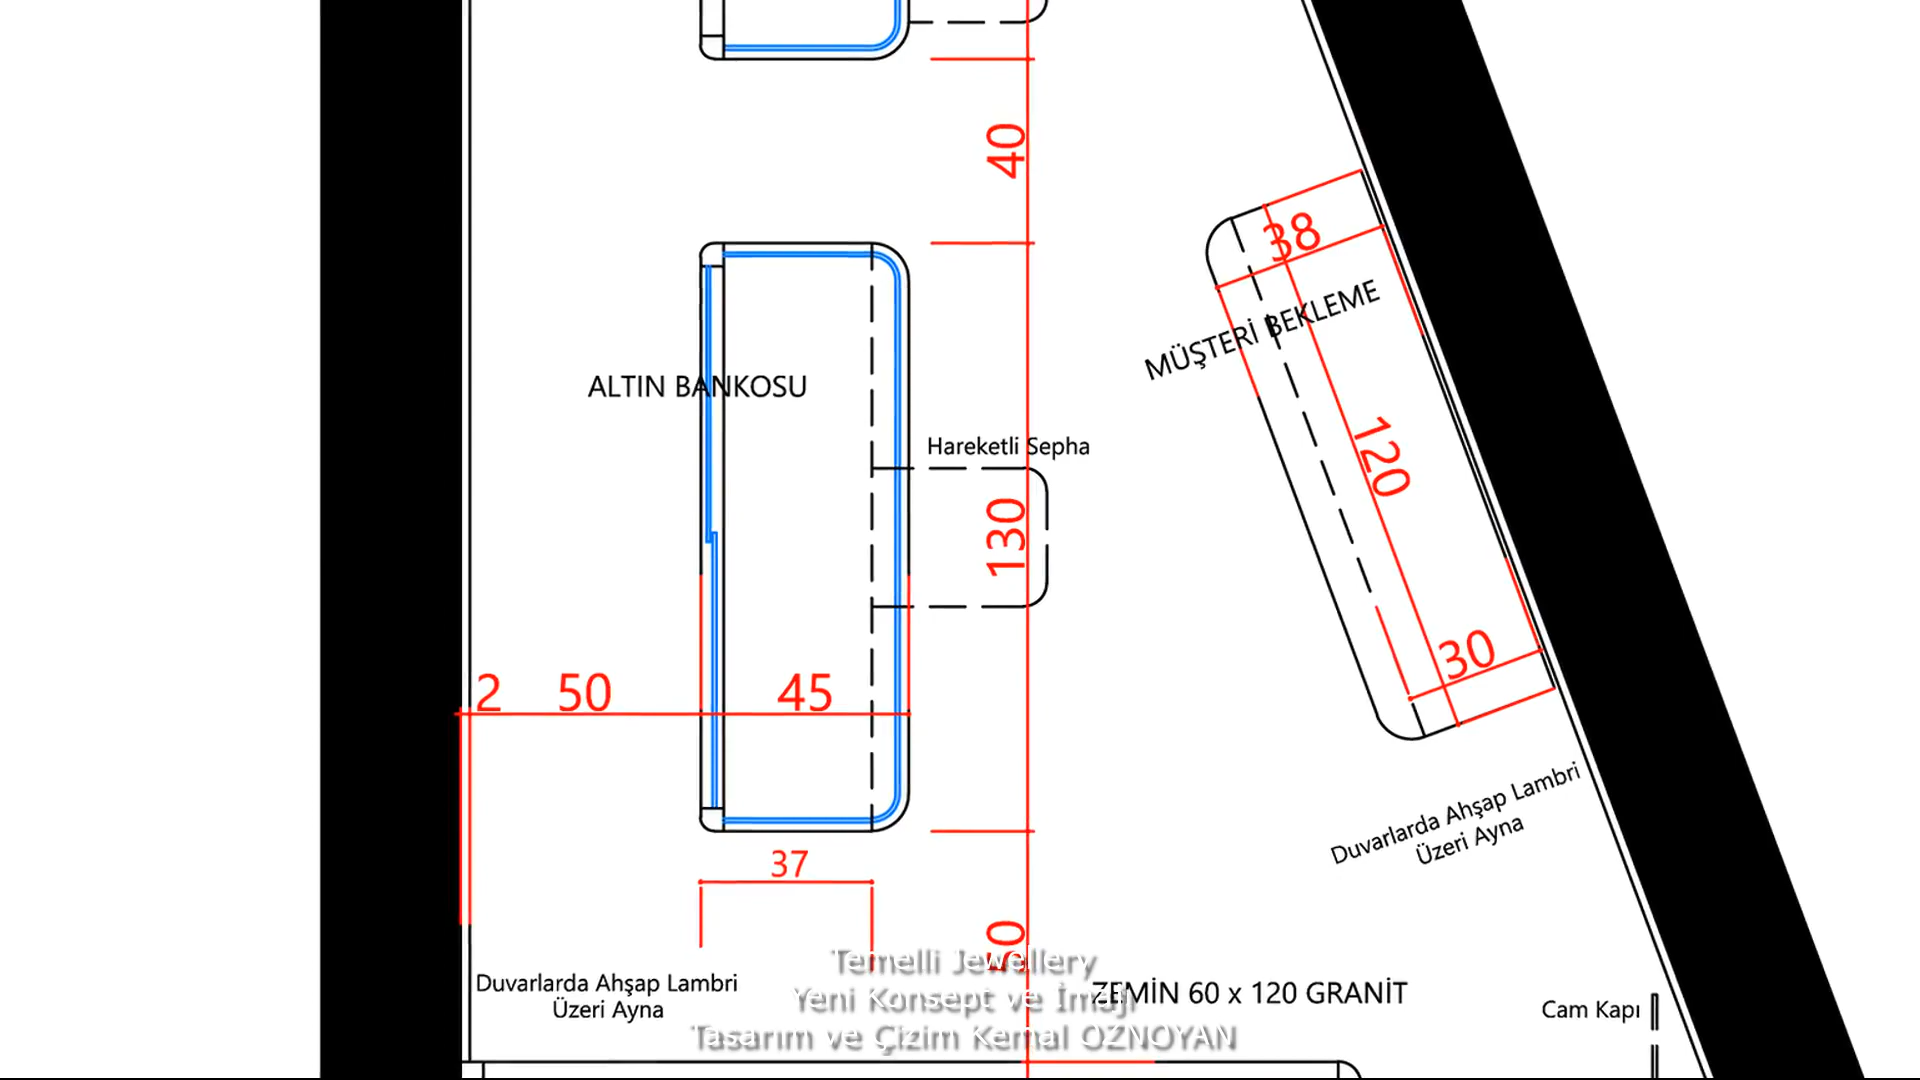 40
38
MÜŞTERİ BEKLEME
ALTIN BANKOSU
Hareketli Sepha
120
130
30
2
50
45
Duvarlarda Ahşap Lambri
Üzeri Ayna
37
50
Temelli Jewellery
Duvarlarda Ahşap Lambri
Üzeri Ayna
ZEMİN 60 x 120 GRANİT
Yeni Konsept ve İmajı
Cam Kapı
Tasarım ve Çizim Kemal ÖZNOYAN